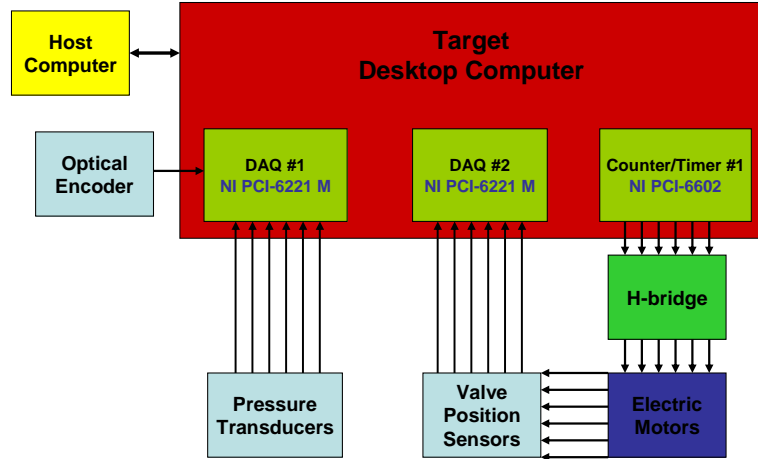 Host
Computer
Target
Desktop Computer
Optical
Encoder
DAQ #1
NI PCI-6221 M
DAQ #2
NI PCI-6221 M
Counter/Timer #1
NI PCI-6602
H-bridge
Pressure
Transducers
Valve
Position
Sensors
Electric
Motors